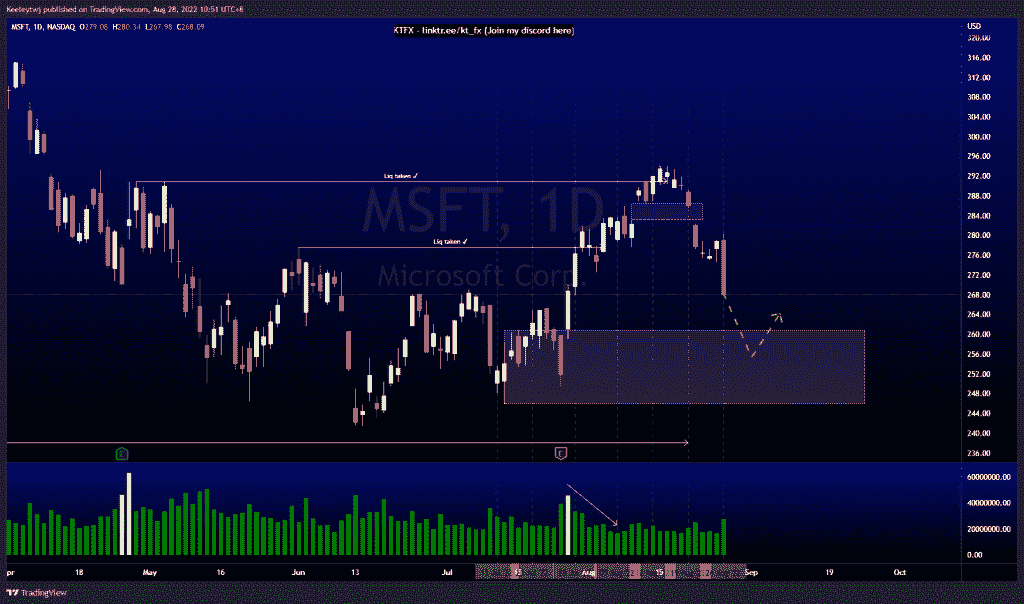 Keeleytwj published on TradingView.com, Aug 28, 2022 10:51 UTC+8
MSFT, 1D, NASDAQ O279.08 H280.34 L267.98 C268.09
KTFX - linktr.ee/kt_fx (Join my discord here)
USD
320.00
316.00
312.00
308.00
304.00
300.00
296.00
292.00
288.00
284.00
280.00
276.00
272.00
268.00
264.00
260.00
256.00
252.00
248.00
244.00
240.00
236.00
Liq taken ✓
MSFT, 1D
Liq taken ✓
Microsoft Corp.
E
60000000.00
40000000.00
20000000.00
0.00
pr 18 May 16 Jun 13 Jul Aug 15 Sep 19 Oct
TradingView